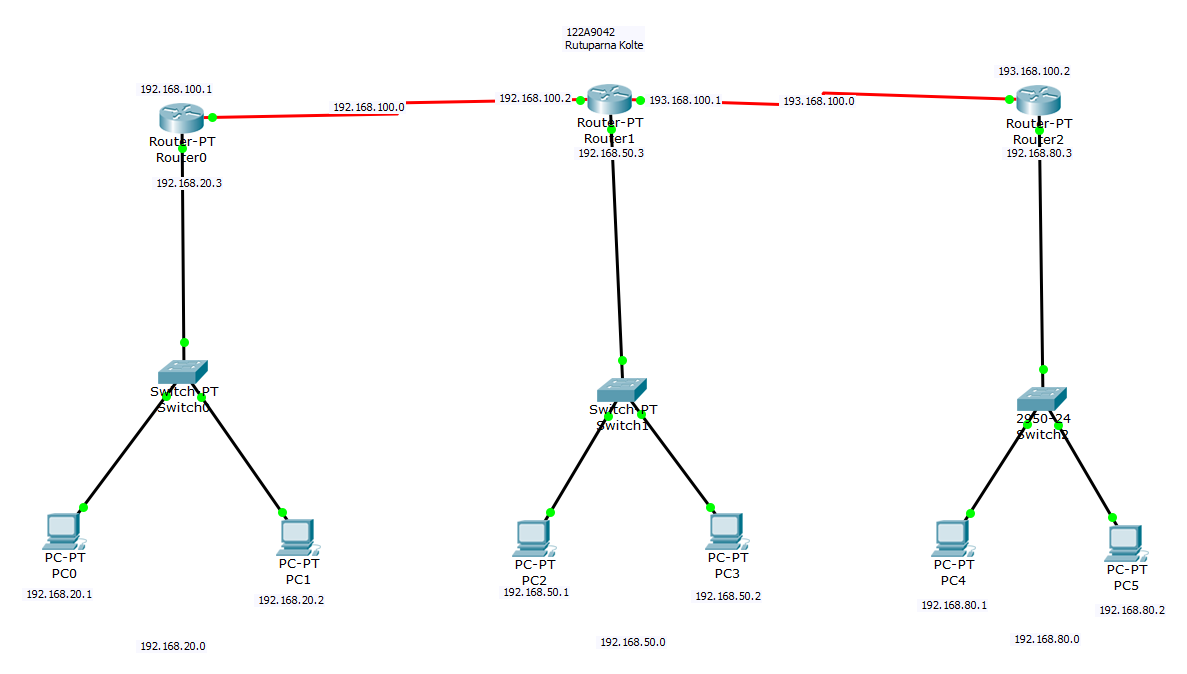 122A9042
Rutuparna Kolte
192.168.100.1
192.168.100.0
192.168.100.2
193.168.100.1
193.168.100.0
193.168.100.2
Router-PT
Router0
Router-PT
Router1
Router-PT
Router2
192.168.20.3
192.168.50.3
192.168.80.3
Switch-PT
Switch0
Switch-PT
Switch1
2950-24
Switch2
PC-PT
PC0
192.168.20.1
PC-PT
PC1
192.168.20.2
PC-PT
PC2
192.168.50.1
PC-PT
PC3
192.168.50.2
PC-PT
PC4
192.168.80.1
PC-PT
PC5
192.168.80.2
192.168.20.0
192.168.50.0
192.168.80.0